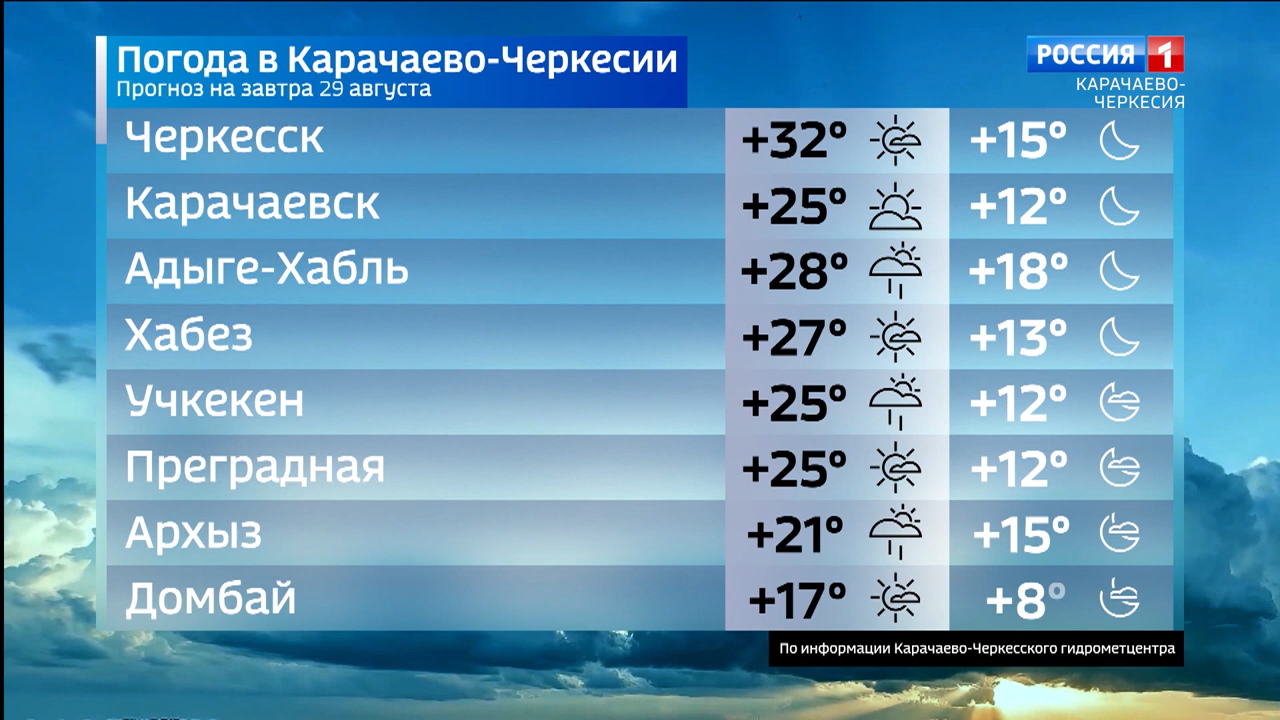 Погода в Карачаево-Черкесии
Прогноз на завтра 29 августа
РОССИЯ 1
КАРАЧАЕВО-
ЧЕРКЕСИЯ
Черкесск +32° +15°
Карачаевск +25° +12°
Адыге-Хабль +28° +18°
Хабез +27° +13°
Учкекен +25° +12°
Преградная +25° +12°
Архыз +21° +15°
Домбай +17° +8°
По информации Карачаево-Черкесского гидрометцентра